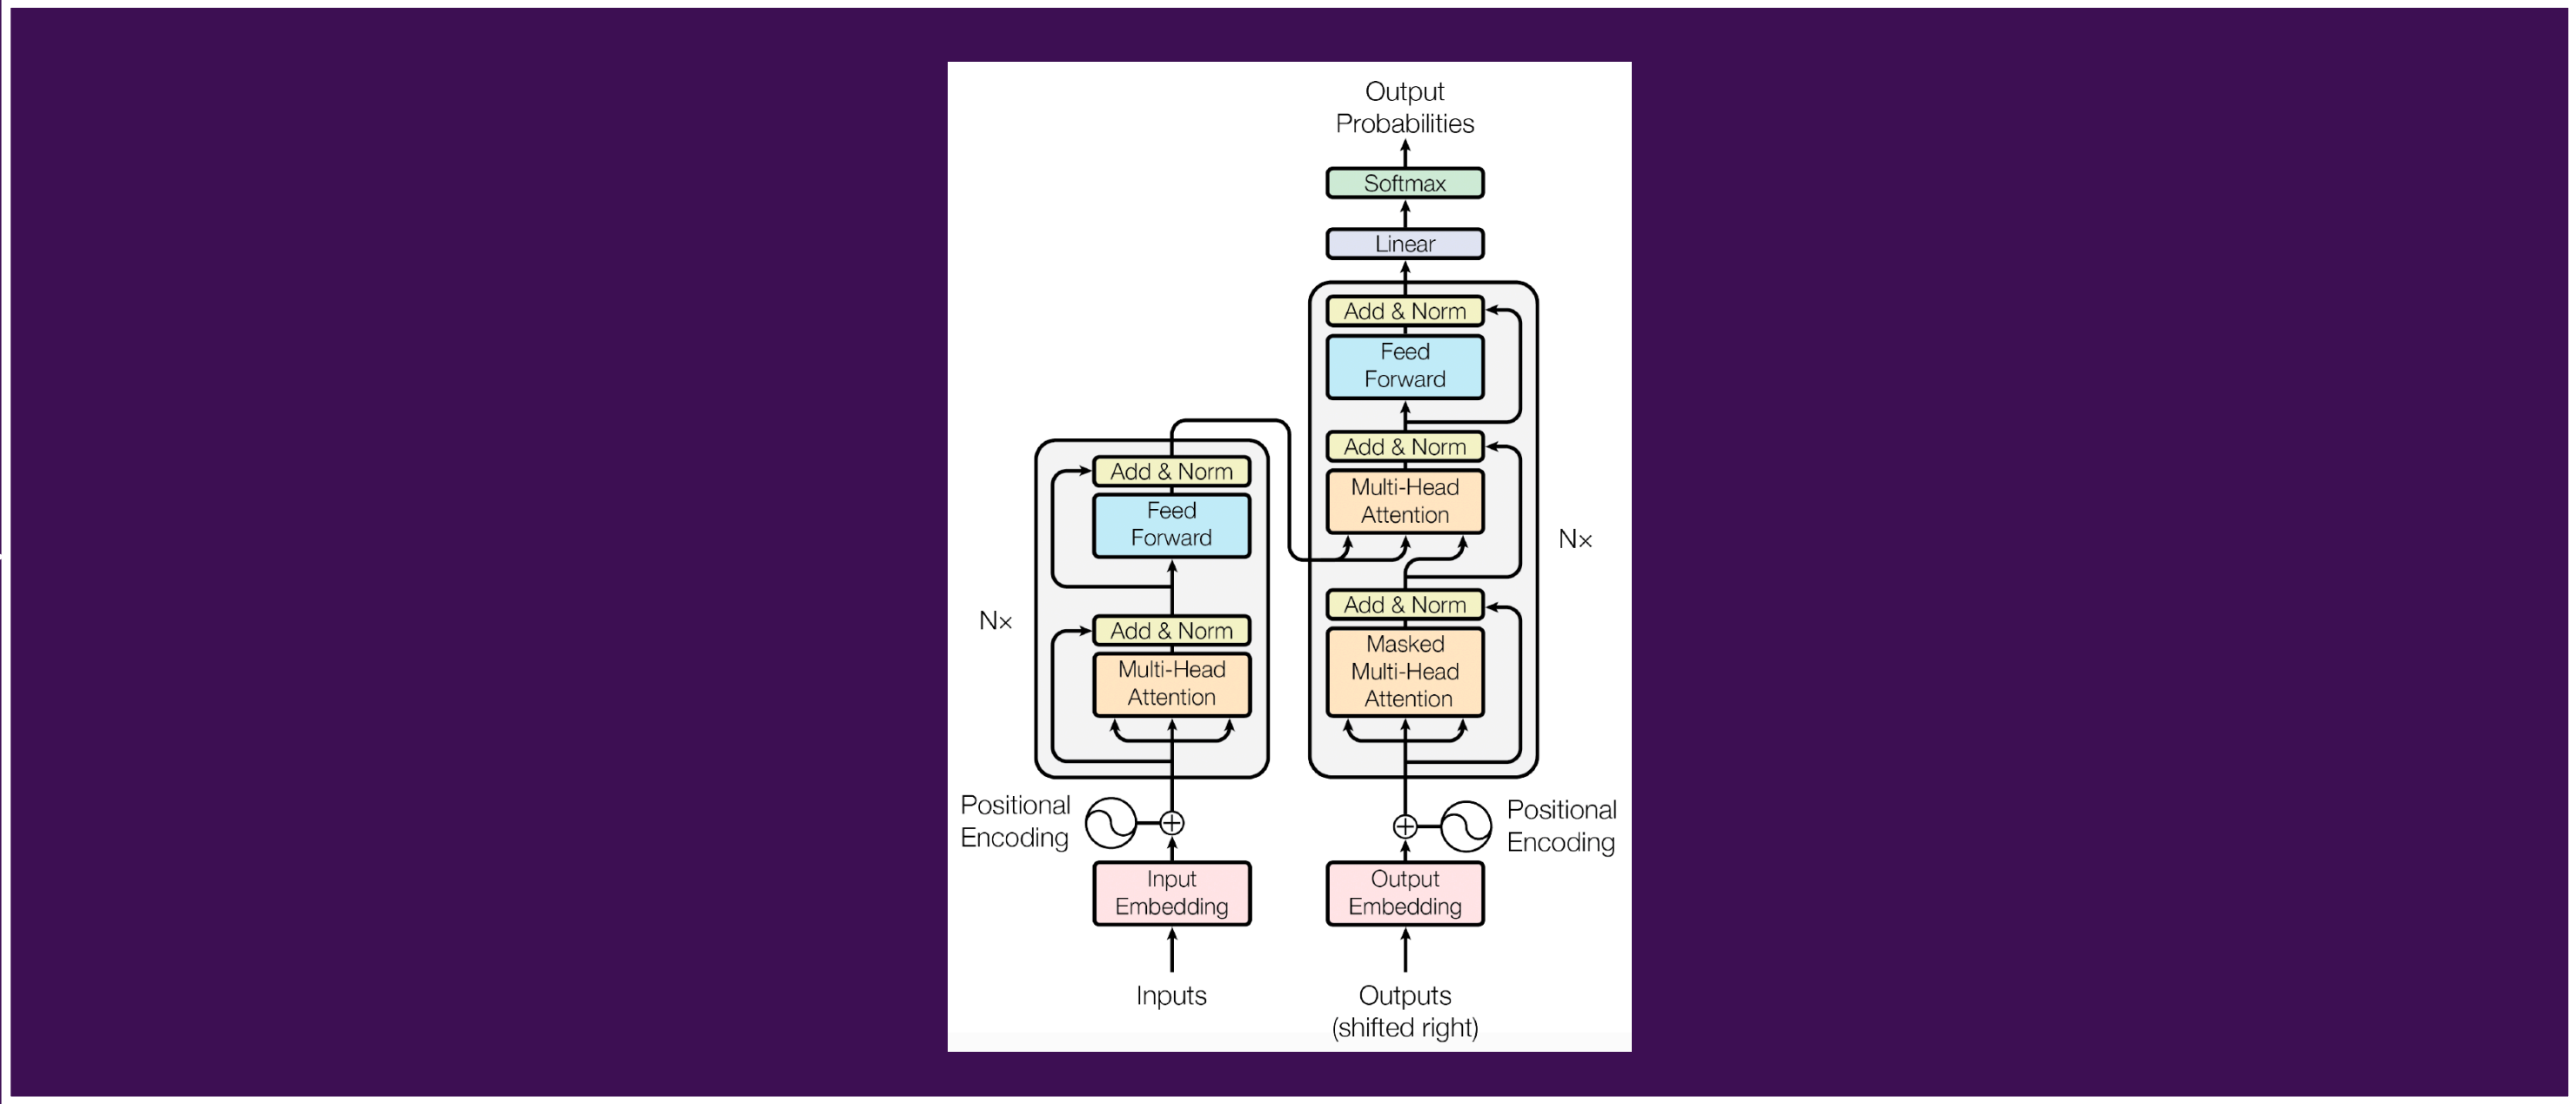 Output
Probabilities
Softmax
Linear
Add & Norm
Feed
Forward
Add & Norm
Multi-Head
Attention
Nx
Add & Norm
Masked
Multi-Head
Attention
Add & Norm
Feed
Forward
Nx
Add & Norm
Multi-Head
Attention
Positional
Encoding
Positional
Encoding
Input
Embedding
Output
Embedding
Inputs
Outputs
(shifted right)